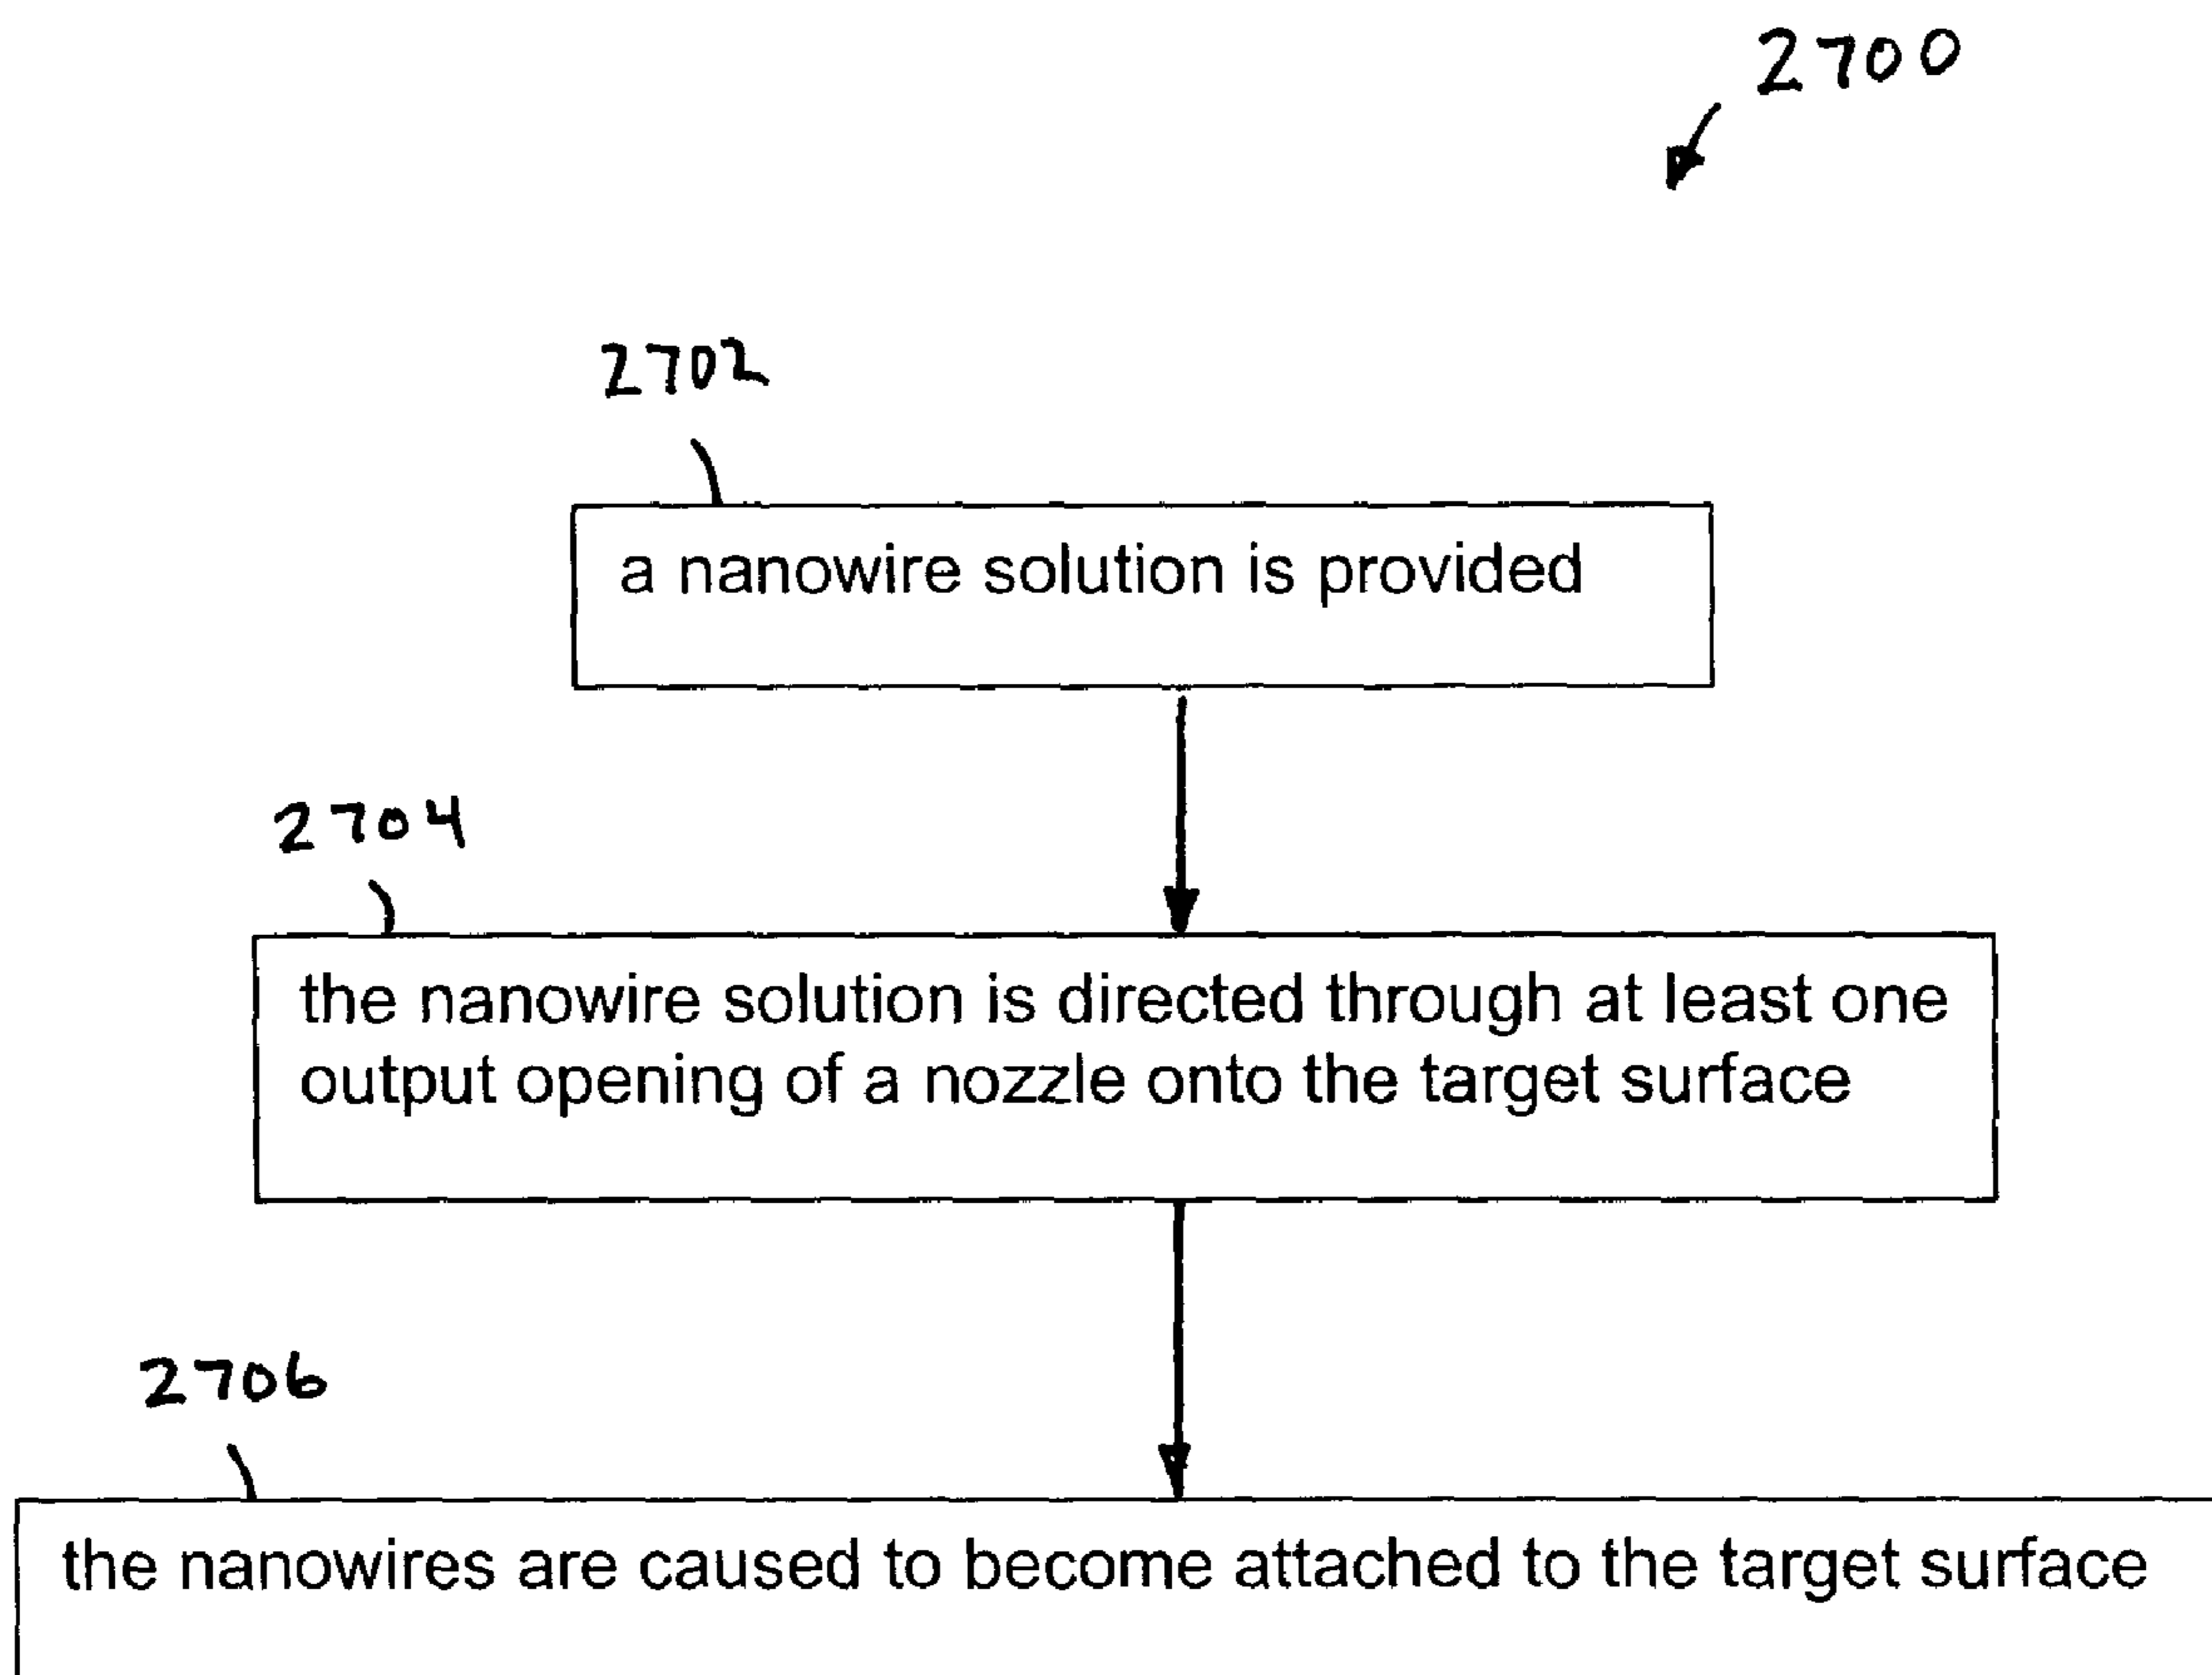 2700
2702
a nanowire solution is provided
2704
the nanowire solution is directed through at least one
output opening of a nozzle onto the target surface
2706
the nanowires are caused to become attached to the target surface